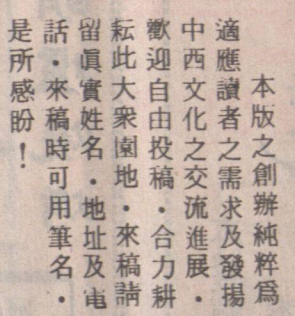 本版之創辦純粹爲
適應讀者之需求及發揚
中西文化之交流進展．
歡迎自由投稿．合力耕
耘此大衆園地．來稿請
留眞實姓名．地址及電
話．來稿時可用筆名．
是所感盼！